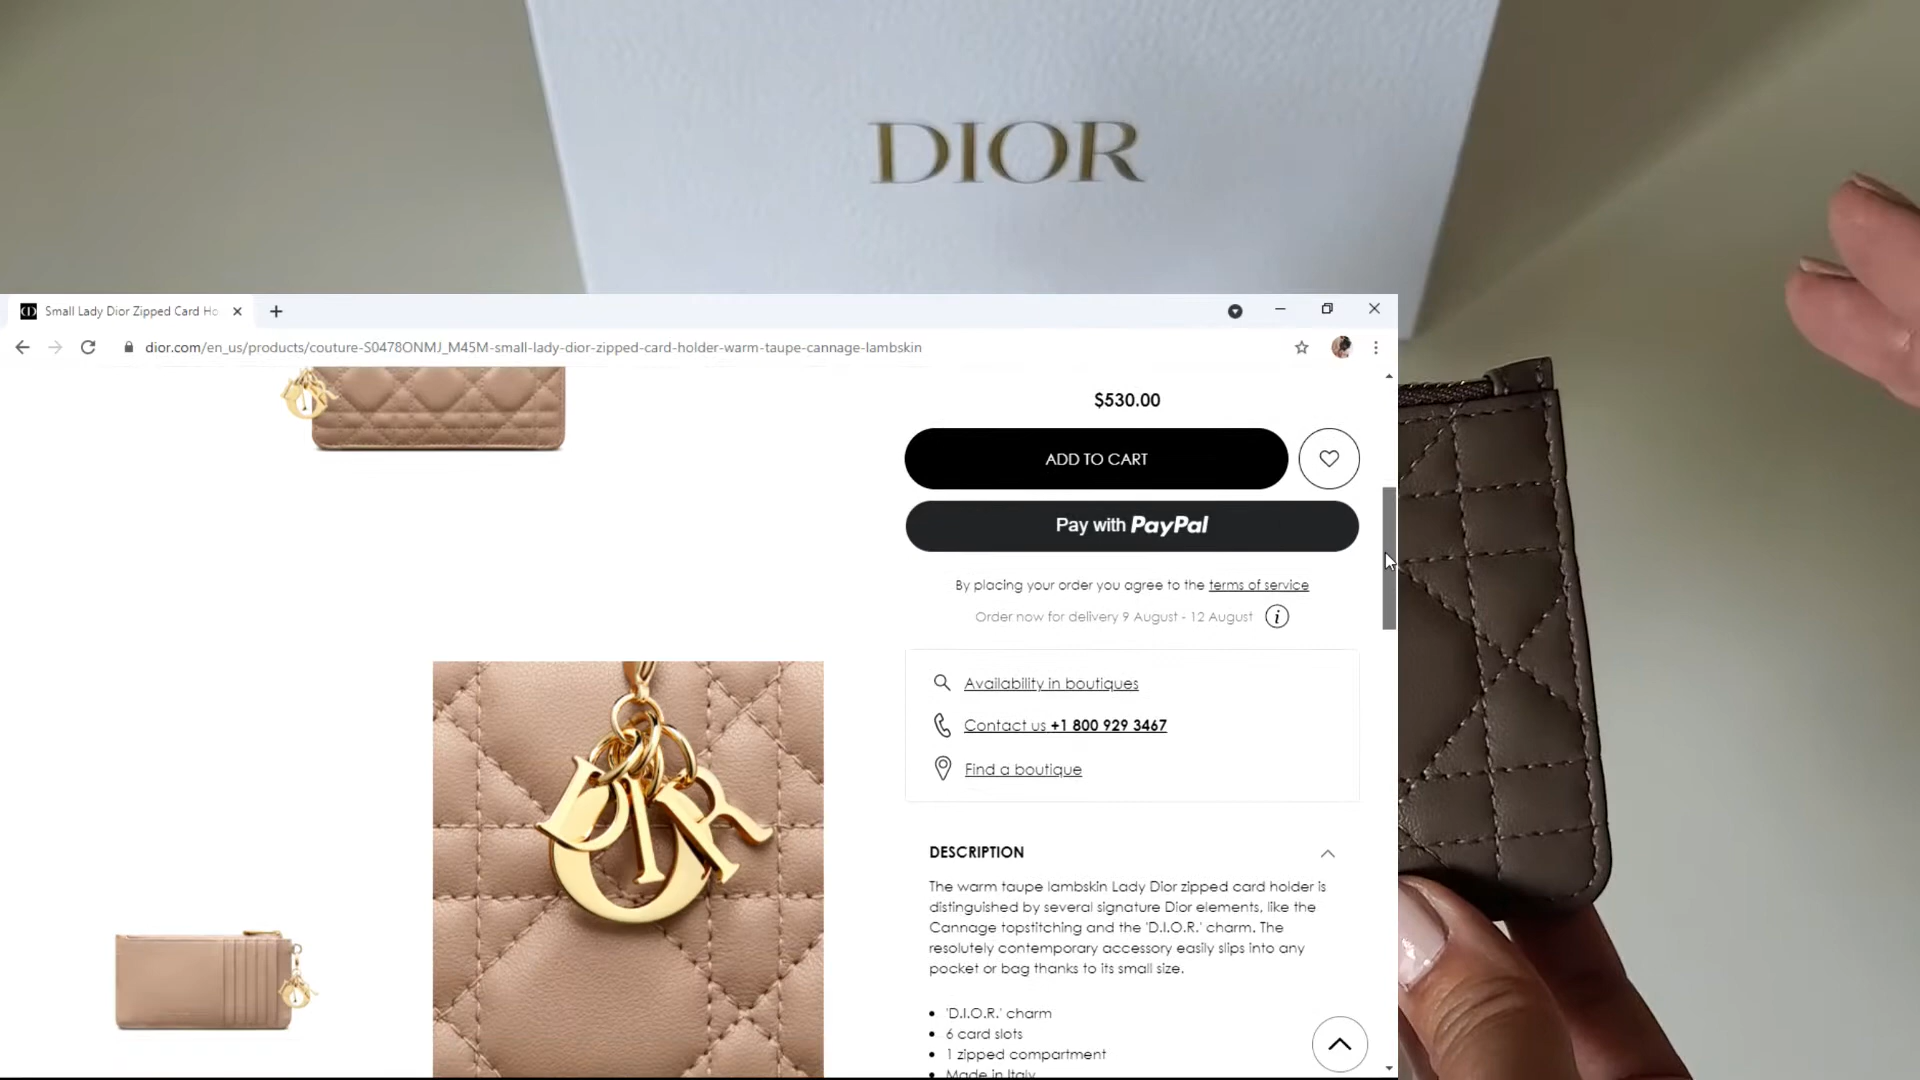 DIOR
Small Lady Dior Zipped Card Ho
dior.com/en_us/products/couture-S0478ONMJ_M45M-small-lady-dior-zipped-card-holder-warm-taupe-cannage-lambskin
$530.00
ADD TO CART
Pay with PayPal
By placing your order you agree to the terms of service
Order now for delivery 9 August - 12 August
Availability in boutiques
Contact us +1 800 929 3467
Find a boutique
DESCRIPTION
The warm taupe lambskin Lady Dior zipped card holder is
distinguished by several signature Dior elements, like the
Cannage topstitching and the 'D.I.O.R.' charm. The
resolutely contemporary accessory easily slips into any
pocket or bag thanks to its small size.
'D.I.O.R.' charm
6 card slots
1 zipped compartment
Made in Italy
DIOR